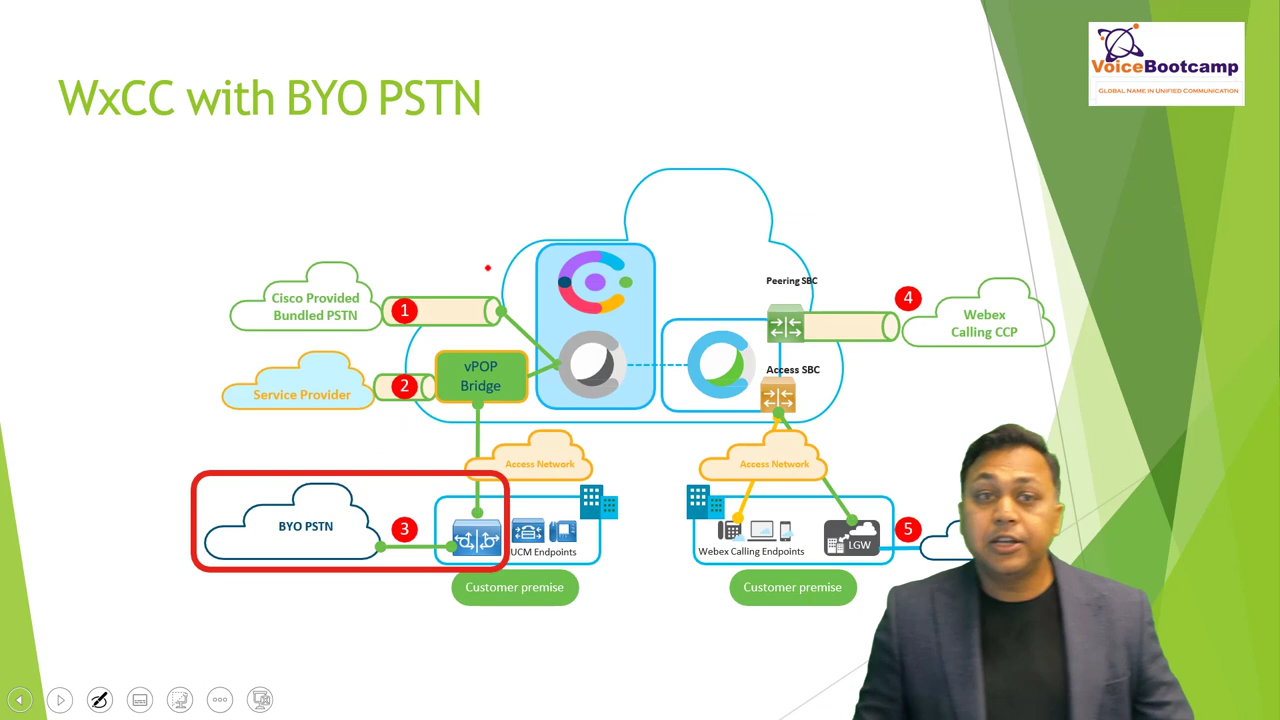 WxCC with BYO PSTN
VoiceBootcamp
GLOBAL NAME IN UNIFIED COMMUNICATION
Peering SBC
Cisco Provided
Bundled PSTN
1
4
Webex
Calling CCP
vPOP
Bridge
Service Provider
2
Access SBC
Access Network
Access Network
BYO PSTN
3
UCM Endpoints
Webex Calling Endpoints
LGW
5
Customer premise
Customer premise